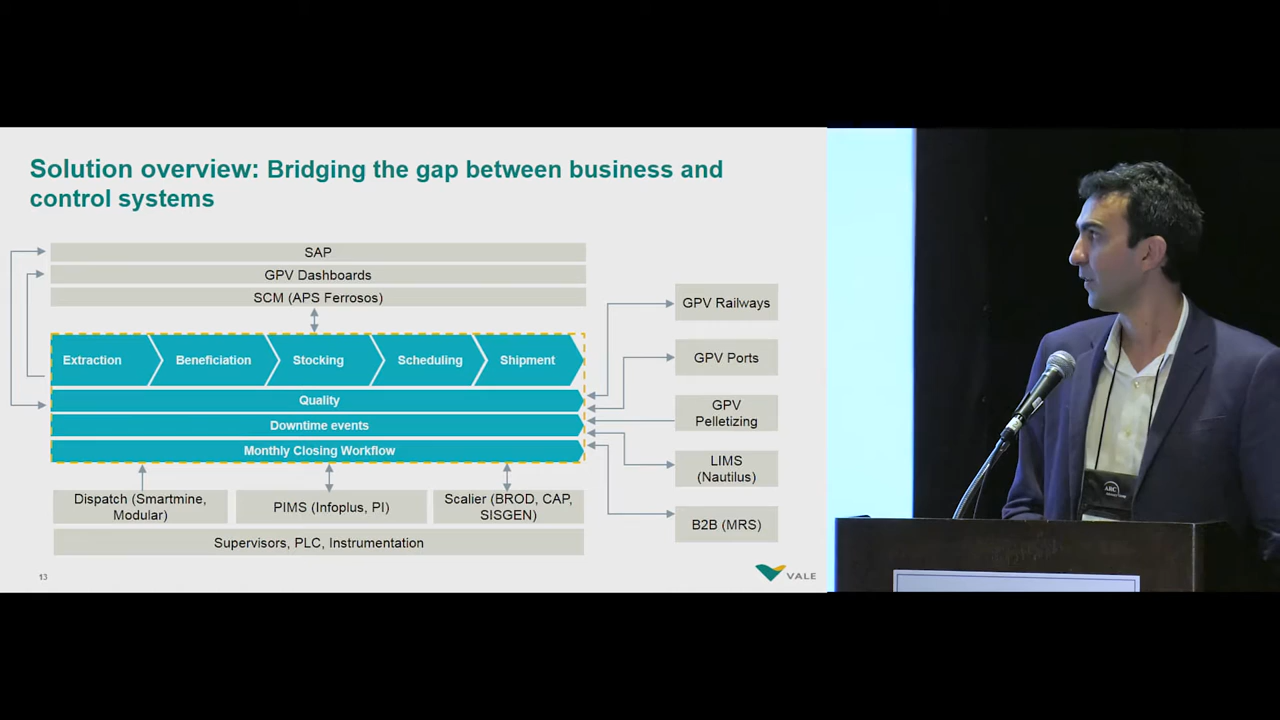 Solution overview: Bridging the gap between business and
control systems
SAP
GPV Dashboards
SCM (APS Ferrosos)
Extraction
Beneficiation
Stocking
Scheduling
Shipment
Quality
Downtime events
Monthly Closing Workflow
Dispatch (Smartmine,
Modular)
PIMS (Infoplus, PI)
Scalier (BROD, CAP,
SISGEN)
Supervisors, PLC, Instrumentation
GPV Railways
GPV Ports
GPV
Pelletizing
LIMS
(Nautilus)
B2B (MRS)
13
VALE
ARC